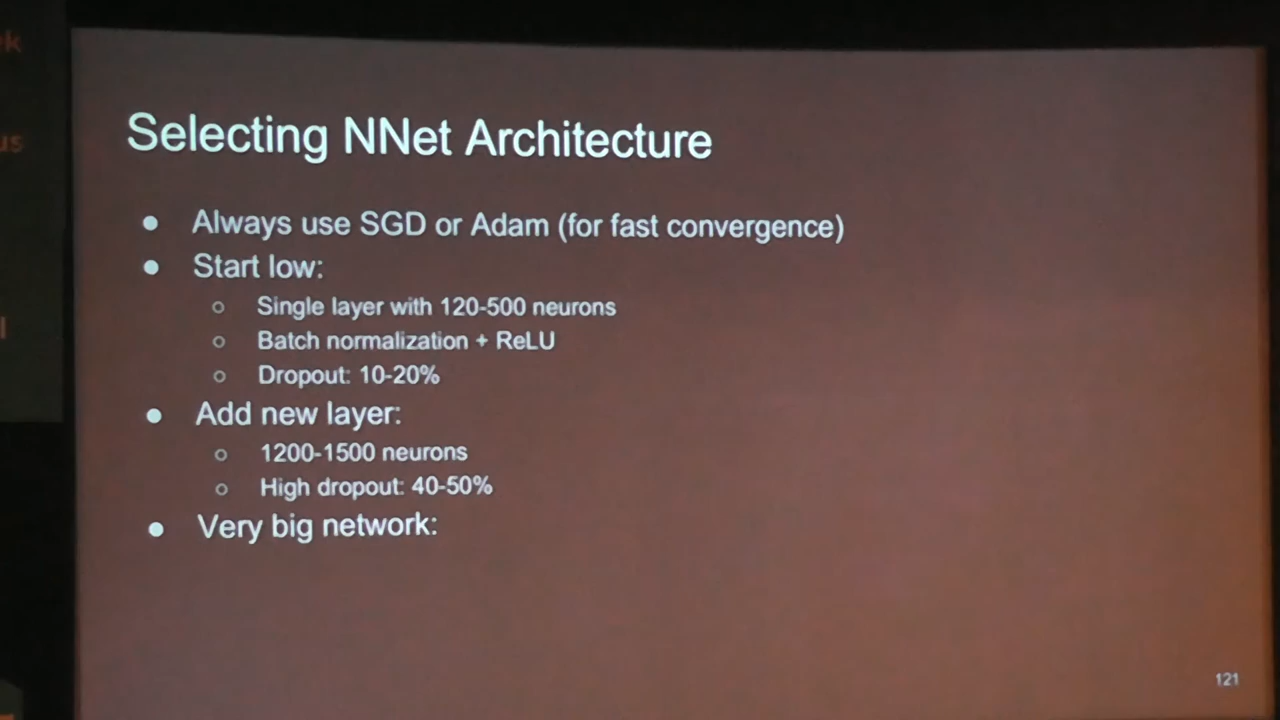 Selecting NNet Architecture
● Always use SGD or Adam (for fast convergence)
● Start low:
○ Single layer with 120-500 neurons
○ Batch normalization + ReLU
○ Dropout: 10-20%
● Add new layer:
○ 1200-1500 neurons
○ High dropout: 40-50%
● Very big network:
121